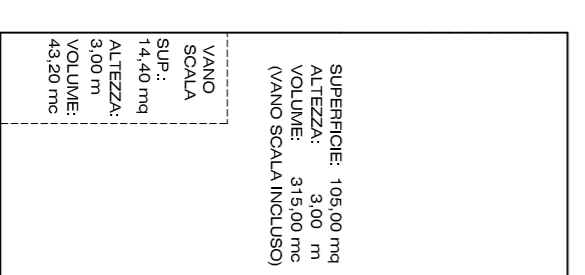 VANO
SCALA
SUP.:
14,40 mq
ALTEZZA:
3,00 m
VOLUME:
43,20 mc
SUPERFICIE: 105,00 mq
ALTEZZA: 3,00 m
VOLUME: 315,00 mc
(VANO SCALA INCLUSO)